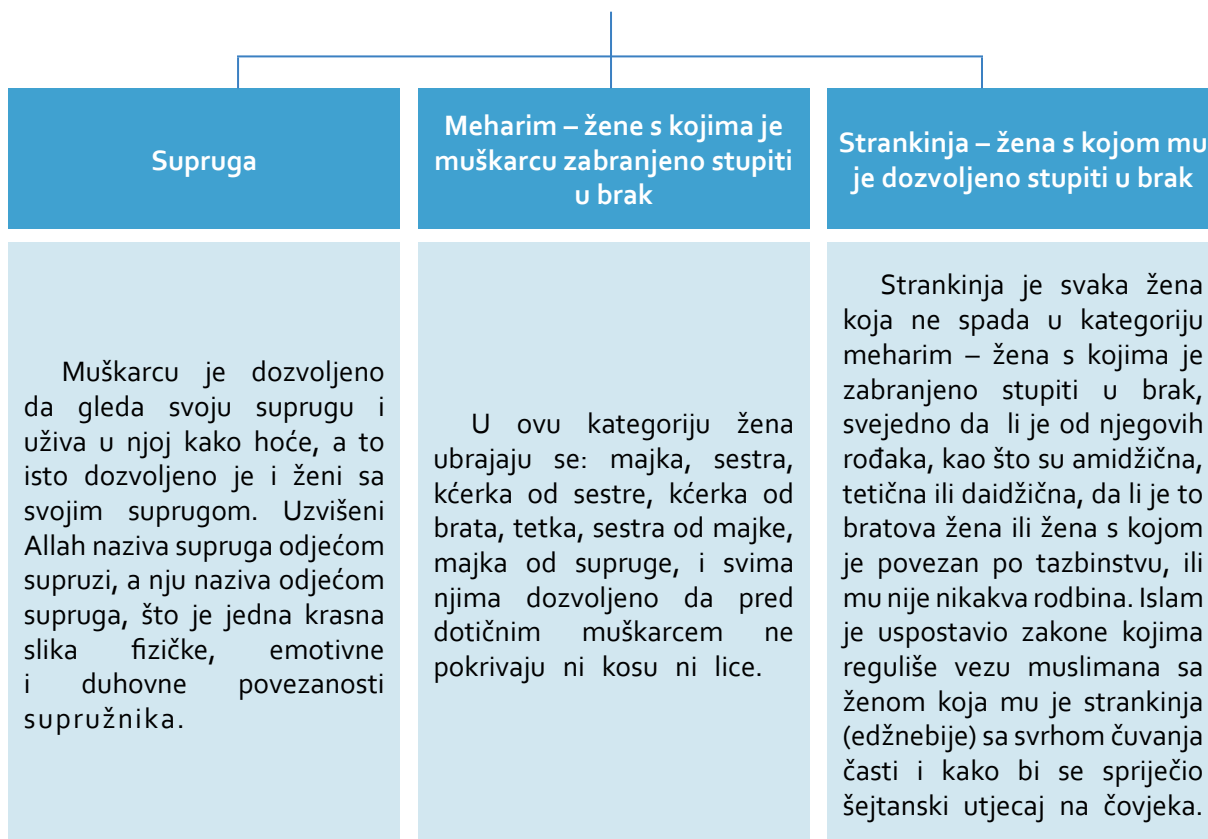 Supruga
Meharim – žene s kojima je
muškarcu zabranjeno stupiti
u brak
Strankinja – žena s kojom mu
je dozvoljeno stupiti u brak
Muškarcu je dozvoljeno
da gleda svoju suprugu i
uživa u njoj kako hoće, a to
isto dozvoljeno je i ženi sa
svojim suprugom. Uzvišeni
Allah naziva supruga odjećom
supruzi, a nju naziva odjećom
supruga, što je jedna krasna
slika fizičke, emotivne
i duhovne povezanosti
supružnika.
U ovu kategoriju žena
ubrajaju se: majka, sestra,
kćerka od sestre, kćerka od
brata, tetka, sestra od majke,
majka od supruge, i svima
njima dozvoljeno da pred
dotičnim muškarcem ne
pokrivaju ni kosu ni lice.
Strankinja je svaka žena
koja ne spada u kategoriju
meharim – žena s kojima je
zabranjeno stupiti u brak,
svejedno da li je od njegovih
rođaka, kao što su amidžična,
tetična ili daidžična, da li je to
bratova žena ili žena s kojom
je povezan po tazbinstvu, ili
mu nije nikakva rodbina. Islam
je uspostavio zakone kojima
reguliše vezu muslimana sa
ženom koja mu je strankinja
(edžnebije) sa svrhom čuvanja
časti i kako bi se spriječio
šejtanski utjecaj na čovjeka.